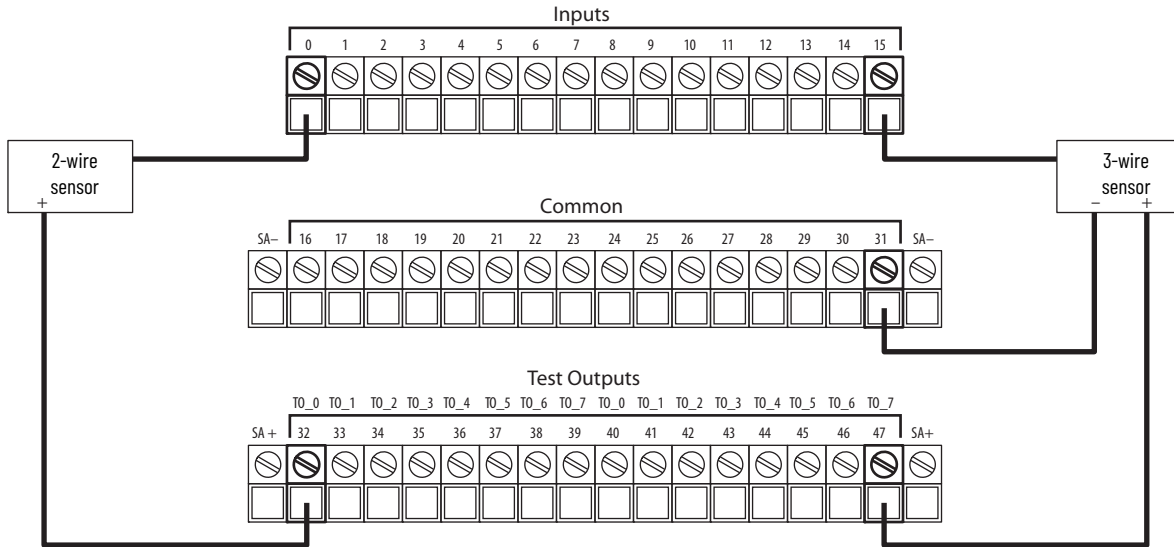 Inputs
0 1 2 3 4 5 6 7 8 9 10 11 12 13 14 15
2-wire
sensor
+
3-wire
sensor
– +
Common
SA– 16 17 18 19 20 21 22 23 24 25 26 27 28 29 30 31 SA–
Test Outputs
TO_0 TO_1 TO_2 TO_3 TO_4 TO_5 TO_6 TO_7 TO_0 TO_1 TO_2 TO_3 TO_4 TO_5 TO_6 TO_7
SA + 32 33 34 35 36 37 38 39 40 41 42 43 44 45 46 47 SA+